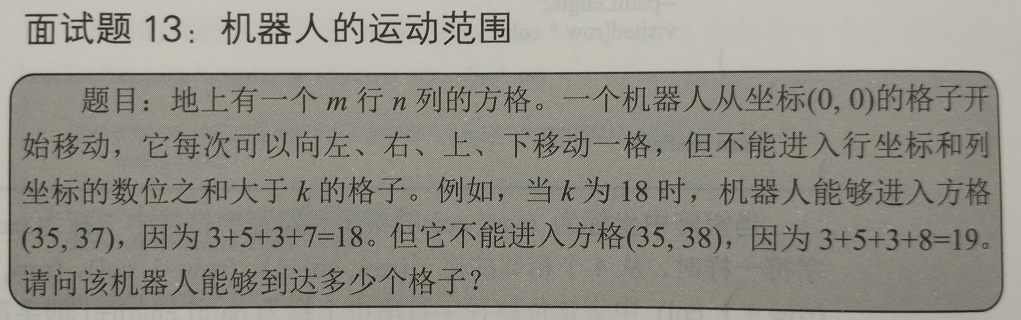 面试题 13：机器人的运动范围
题目：地上有一个 m 行 n 列的方格。一个机器人从坐标(0, 0)的格子开
始移动，它每次可以向左、右、上、下移动一格，但不能进入行坐标和列
坐标的数位之和大于 k 的格子。例如，当 k 为 18 时，机器人能够进入方格
(35, 37)，因为 3+5+3+7=18。但它不能进入方格(35, 38)，因为 3+5+3+8=19。
请问该机器人能够到达多少个格子？